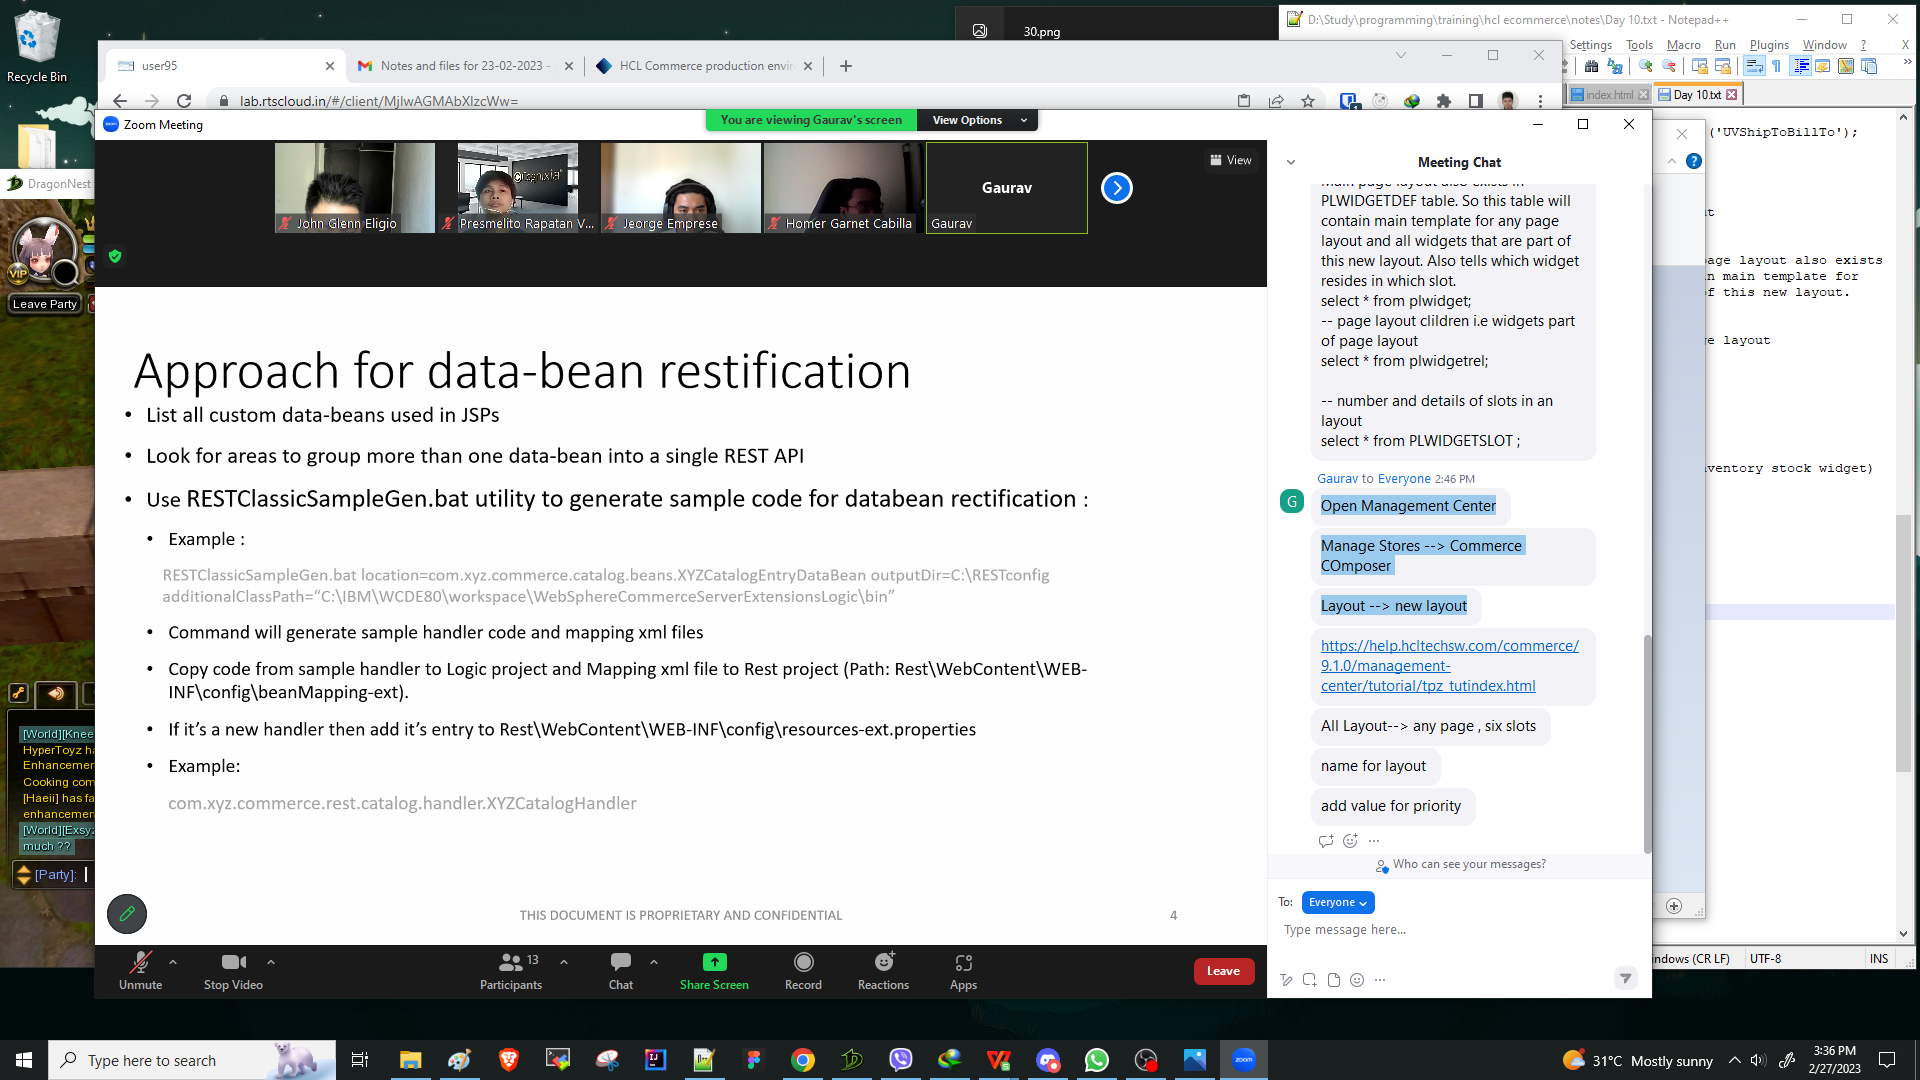 Recycle Bin
30.png
D:\Study\programming\training\hcl ecommerce\notes\Day 10.txt - Notepad++
Settings Tools Macro Run Plugins Window ? X
index.html Day 10.txt
user95
Notes and files for 23-02-2023 -
HCL Commerce production envir
lab.rtscloud.in/#/client/MjIwAGMAbXlzcWw=
Zoom Meeting
You are viewing Gaurav's screen
View Options
View
John Glenn Eligio
Presmelito Rapatan V...
Jeorge Emprese
Homer Garnet Cabilla
Gaurav
Gaurav
DragonNest
VIP
Leave Party
Approach for data-bean restification
• List all custom data-beans used in JSPs
• Look for areas to group more than one data-bean into a single REST API
• Use RESTClassicSampleGen.bat utility to generate sample code for databean rectification :
• Example :
RESTClassicSampleGen.bat location=com.xyz.commerce.catalog.beans.XYZCatalogEntryDataBean outputDir=C:\RESTconfig
additionalClassPath=“C:\IBM\WCDE80\workspace\WebSphereCommerceServerExtensionsLogic\bin”
• Command will generate sample handler code and mapping xml files
• Copy code from sample handler to Logic project and Mapping xml file to Rest project (Path: Rest\WebContent\WEB-
INF\config\beanMapping-ext).
• If it’s a new handler then add it’s entry to Rest\WebContent\WEB-INF\config\resources-ext.properties
• Example:
com.xyz.commerce.rest.catalog.handler.XYZCatalogHandler
THIS DOCUMENT IS PROPRIETARY AND CONFIDENTIAL
4
[World][Knee
HyperToyz ha
Enhancemen
Cooking com
[Haeii] has fa
enhancemen
[World][Exsyz
much ??
[Party]:
Unmute
Stop Video
13
Participants
Chat
Share Screen
Record
Reactions
Apps
Leave
Meeting Chat
Main page layout also exists in
PLWIDGETDEF table. So this table will
contain main template for any page
layout and all widgets that are part of
this new layout. Also tells which widget
resides in which slot.
select * from plwidget;
-- page layout clildren i.e widgets part
of page layout
select * from plwidgetrel;
-- number and details of slots in an
layout
select * from PLWIDGETSLOT ;
Gaurav to Everyone 2:46 PM
G
Open Management Center
Manage Stores --> Commerce
COmposer
Layout --> new layout
https://help.hcltechsw.com/commerce/
9.1.0/management-
center/tutorial/tpz_tutindex.html
All Layout--> any page , six slots
name for layout
add value for priority
Who can see your messages?
To: Everyone
Type message here...
('UVShipToBillTo');
page layout also exists
n main template for
f this new layout.
e layout
ventory stock widget)
ndows (CR LF) UTF-8 INS
Type here to search
zoom
31°C Mostly sunny
3:36 PM
2/27/2023